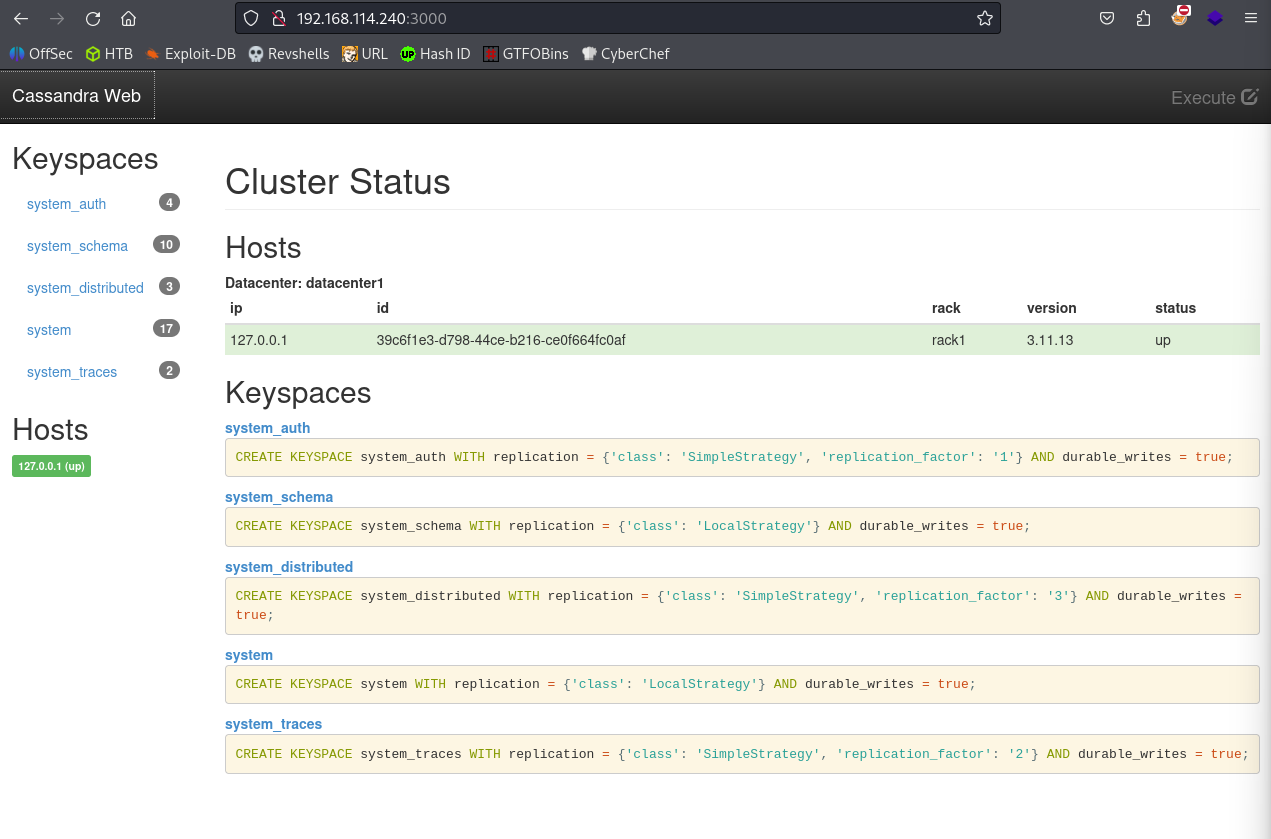 192.168.114.240:3000
OffSec HTB Exploit-DB Revshells URL Hash ID GTFOBins CyberChef
Cassandra Web
Execute
Keyspaces
system_auth 4
system_schema 10
system_distributed 3
system 17
system_traces 2
Hosts
127.0.0.1 (up)
Cluster Status
Hosts
Datacenter: datacenter1
ip id rack version status
127.0.0.1 39c6f1e3-d798-44ce-b216-ce0f664fc0af rack1 3.11.13 up
Keyspaces
system_auth
CREATE KEYSPACE system_auth WITH replication = {'class': 'SimpleStrategy', 'replication_factor': '1'} AND durable_writes = true;
system_schema
CREATE KEYSPACE system_schema WITH replication = {'class': 'LocalStrategy'} AND durable_writes = true;
system_distributed
CREATE KEYSPACE system_distributed WITH replication = {'class': 'SimpleStrategy', 'replication_factor': '3'} AND durable_writes =
true;
system
CREATE KEYSPACE system WITH replication = {'class': 'LocalStrategy'} AND durable_writes = true;
system_traces
CREATE KEYSPACE system_traces WITH replication = {'class': 'SimpleStrategy', 'replication_factor': '2'} AND durable_writes = true;